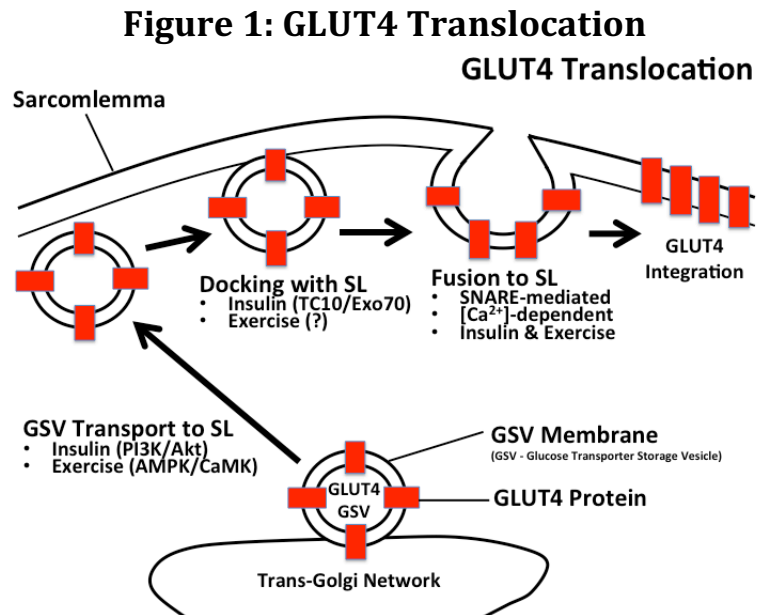 Figure 1: GLUT4 Translocation
GLUT4 Translocation
Sarcomlemma
Docking with SL
• Insulin (TC10/Exo70)
• Exercise (?)
Fusion to SL
• SNARE-mediated
• [Ca²⁺]-dependent
• Insulin & Exercise
GLUT4
Integration
GSV Transport to SL
• Insulin (PI3K/Akt)
• Exercise (AMPK/CaMK)
GLUT4
GSV
GSV Membrane
(GSV - Glucose Transporter Storage Vesicle)
GLUT4 Protein
Trans-Golgi Network